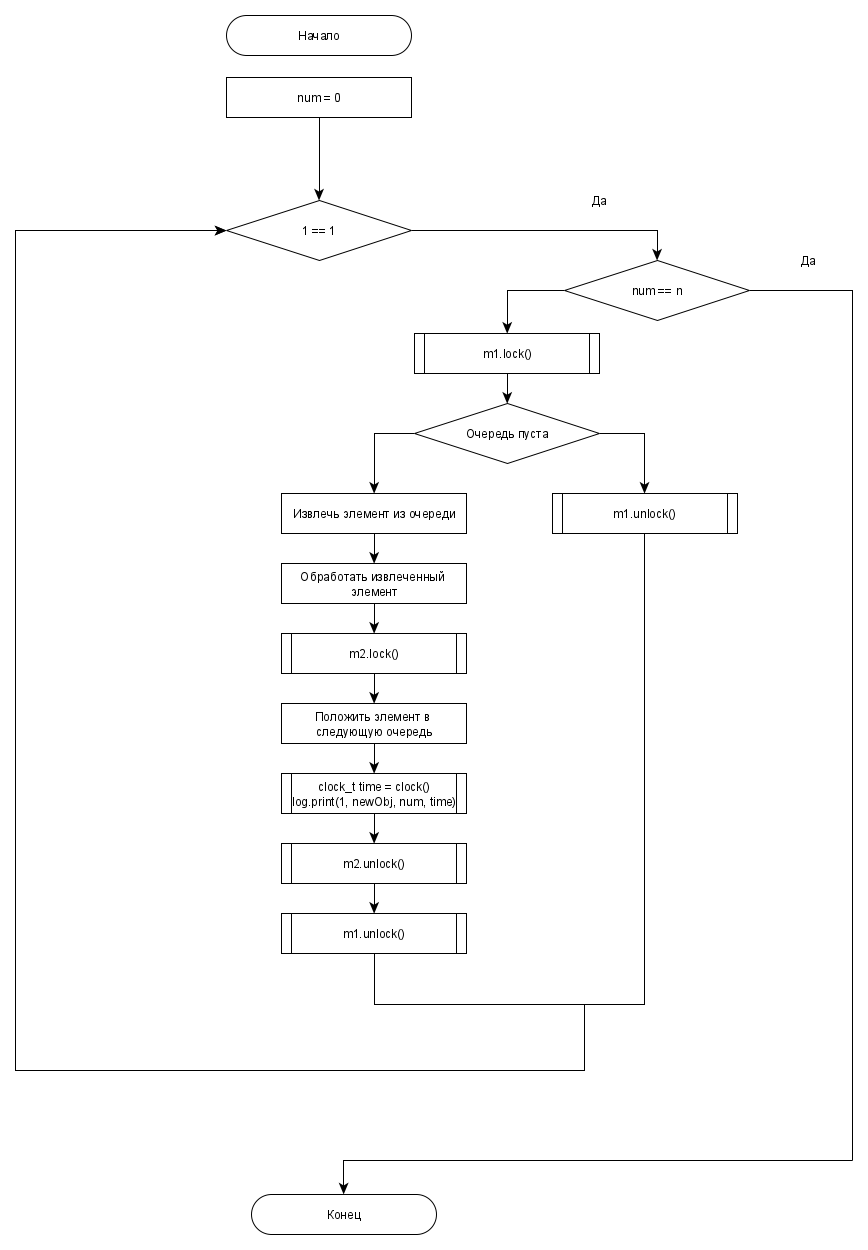 Начало
num = 0
Да
1 == 1
Да
num == n
m1.lock()
Очередь пуста
Извлечь элемент из очереди
m1.unlock()
Обработать извлеченный
элемент
m2.lock()
Положить элемент в
следующую очередь
clock_t time = clock()
log.print(1, newObj, num, time)
m2.unlock()
m1.unlock()
Конец